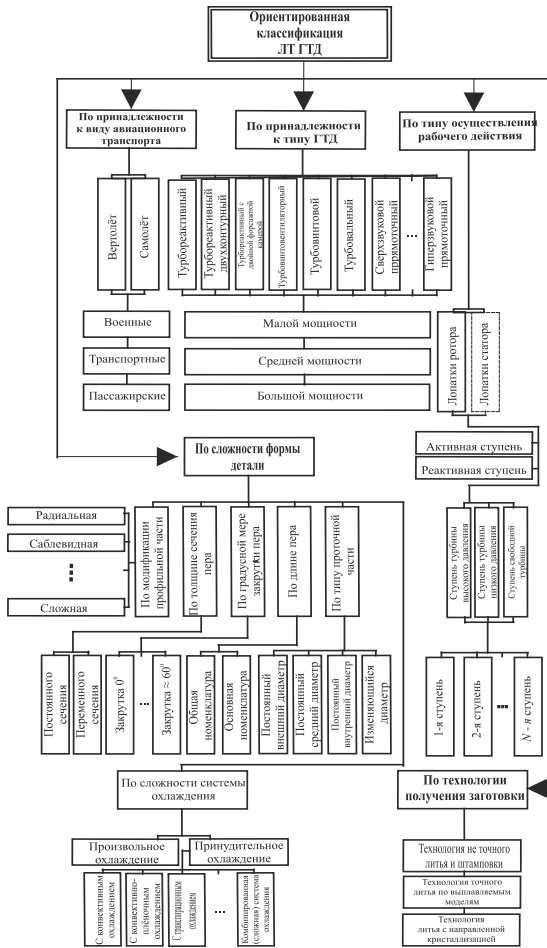 Ориентированная
классификация
ЛТ ГТД
По принадлежности
к виду авиационного
транспорта
По принадлежности
к типу ГТД
По типу осуществления
рабочего действия
Вертолёт
Самолёт
Турбореактивный
Турбореактивный
двухконтурный
Турбореактивный с
двойной форсажной
камерой
Турбовинтовентиляторный
Турбовинтовой
Турбовальный
Сверхзвуковой
пррямоточный
...
Гиперзвуковой
прямоточный
Военные
Транспортные
Пассажирские
Малой мощности
Средней мощности
Большой мощности
Лопатки ротора
Лопатки статора
Активная ступень
Реактивная ступень
Ступень турбины
высокого давления
Ступень турбины
низкого давления
Ступень свободной
турбины
1-я ступень
2-я ступень
...
N - я ступень
По сложности формы
детали
Радиальная
Саблевидная
...
Сложная
По модификации
профильной части
По толщине сечения
пера
По градусной мере
закрутки пера
По длине пера
По типу проточной
части
Постоянного
сечения
Переменного
сечения
Закрутка 0°
...
Закрутка ≈ 60°
Общая
номенклатура
Основная
номенклатура
Постоянный
внешний диаметр
Постоянный
средний диаметр
Постоянный
внутренний диаметр
Изменяющийся
диаметр
По сложности системы
охлаждения
Произвольное
охлаждение
Принудительное
охлаждение
С конвективным
охлаждением
С конвективно-
плёночным
охлаждением
С транспирационным
охлаждением
...
Комбинированная
(сложная) система
охлаждения
По технологии
получения заготовки
Технология не точного
литья и штамповки
Технология точного
литья по выплавляемым
моделям
Технология
литья с направленной
кристаллизацией